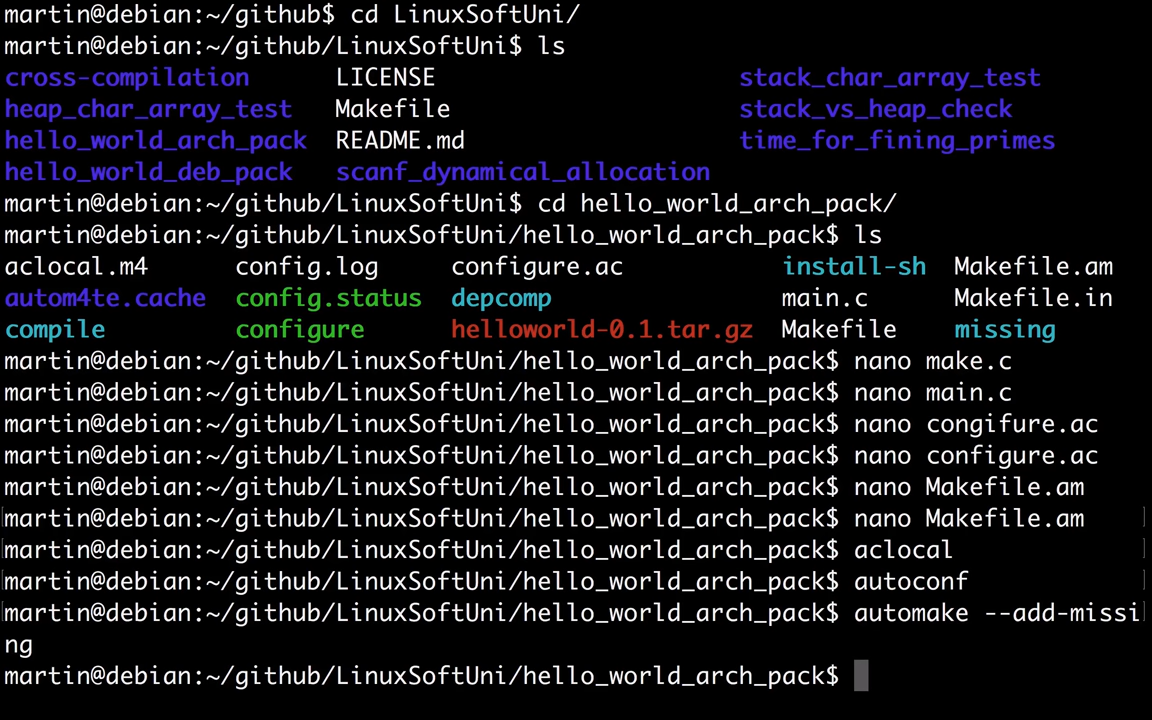 martin@debian:~/github$ cd LinuxSoftUni/
martin@debian:~/github/LinuxSoftUni$ ls
cross-compilation LICENSE stack_char_array_test
heap_char_array_test Makefile stack_vs_heap_check
hello_world_arch_pack README.md time_for_fining_primes
hello_world_deb_pack scanf_dynamical_allocation
martin@debian:~/github/LinuxSoftUni$ cd hello_world_arch_pack/
martin@debian:~/github/LinuxSoftUni/hello_world_arch_pack$ ls
aclocal.m4 config.log configure.ac install-sh Makefile.am
autom4te.cache config.status depcomp main.c Makefile.in
compile configure helloworld-0.1.tar.gz Makefile missing
martin@debian:~/github/LinuxSoftUni/hello_world_arch_pack$ nano make.c
martin@debian:~/github/LinuxSoftUni/hello_world_arch_pack$ nano main.c
martin@debian:~/github/LinuxSoftUni/hello_world_arch_pack$ nano congifure.ac
martin@debian:~/github/LinuxSoftUni/hello_world_arch_pack$ nano configure.ac
martin@debian:~/github/LinuxSoftUni/hello_world_arch_pack$ nano Makefile.am
martin@debian:~/github/LinuxSoftUni/hello_world_arch_pack$ nano Makefile.am
martin@debian:~/github/LinuxSoftUni/hello_world_arch_pack$ aclocal
martin@debian:~/github/LinuxSoftUni/hello_world_arch_pack$ autoconf
martin@debian:~/github/LinuxSoftUni/hello_world_arch_pack$ automake --add-missi
ng
martin@debian:~/github/LinuxSoftUni/hello_world_arch_pack$